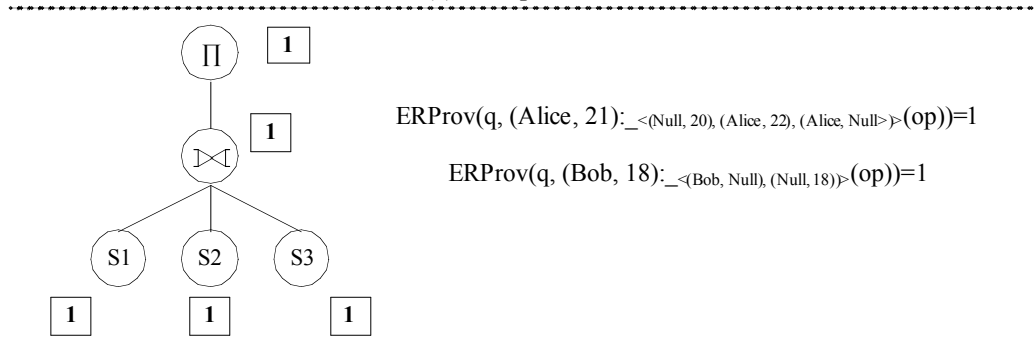 ∏ 1
ERProv(q, (Alice, 21):_<(Null, 20), (Alice, 22), (Alice, Null>)>(op))=1
1
ERProv(q, (Bob, 18):_<(Bob, Null), (Null, 18))>(op))=1
S1 S2 S3
1 1 1